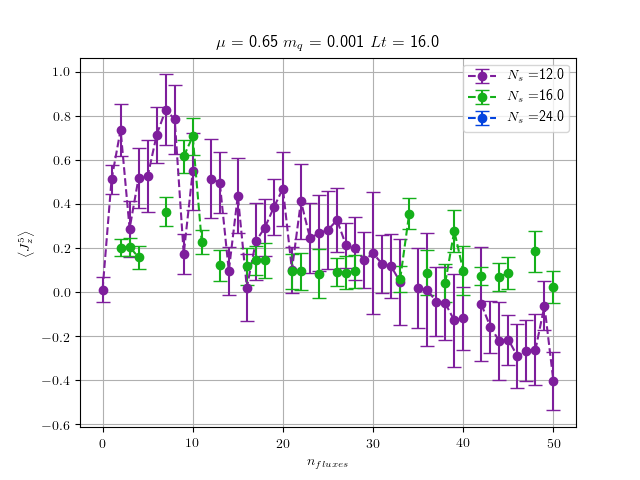 μ = 0.65 m_q = 0.001 Lt = 16.0
N_s =12.0
N_s =16.0
N_s =24.0
⟨J_z^5⟩
1.0
0.8
0.6
0.4
0.2
0.0
−0.2
−0.4
−0.6
0 10 20 30 40 50
n_fluxes